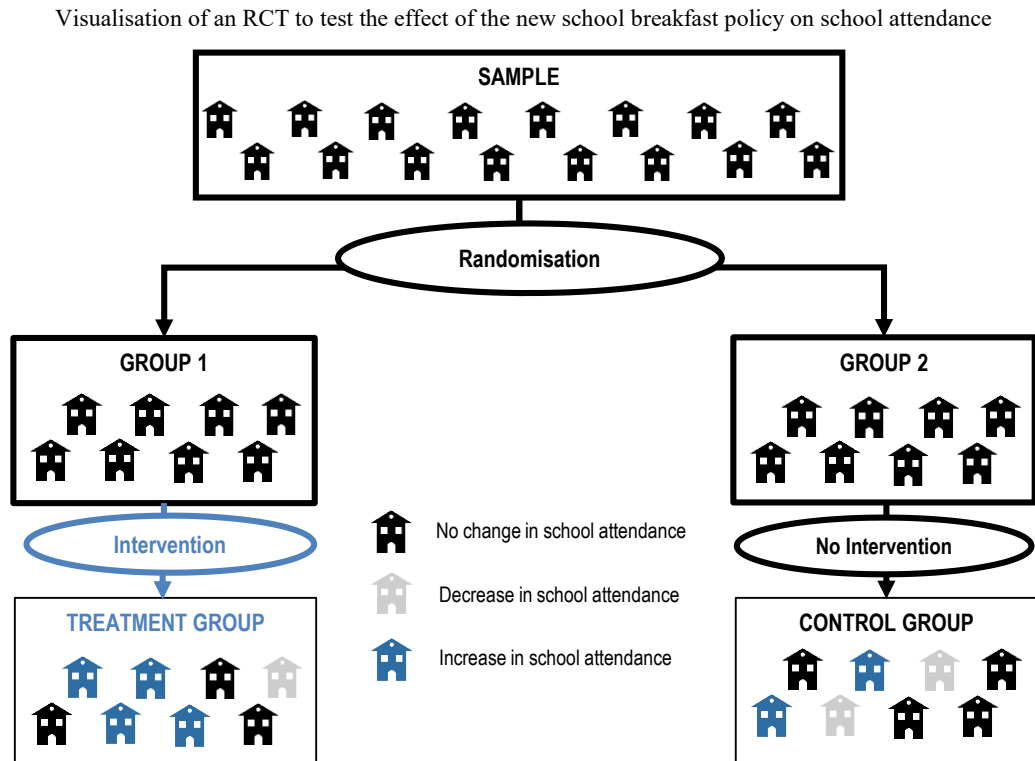 Visualisation of an RCT to test the effect of the new school breakfast policy on school attendance
SAMPLE
Randomisation
GROUP 1
GROUP 2
Intervention
No change in school attendance
No Intervention
Decrease in school attendance
TREATMENT GROUP
CONTROL GROUP
Increase in school attendance